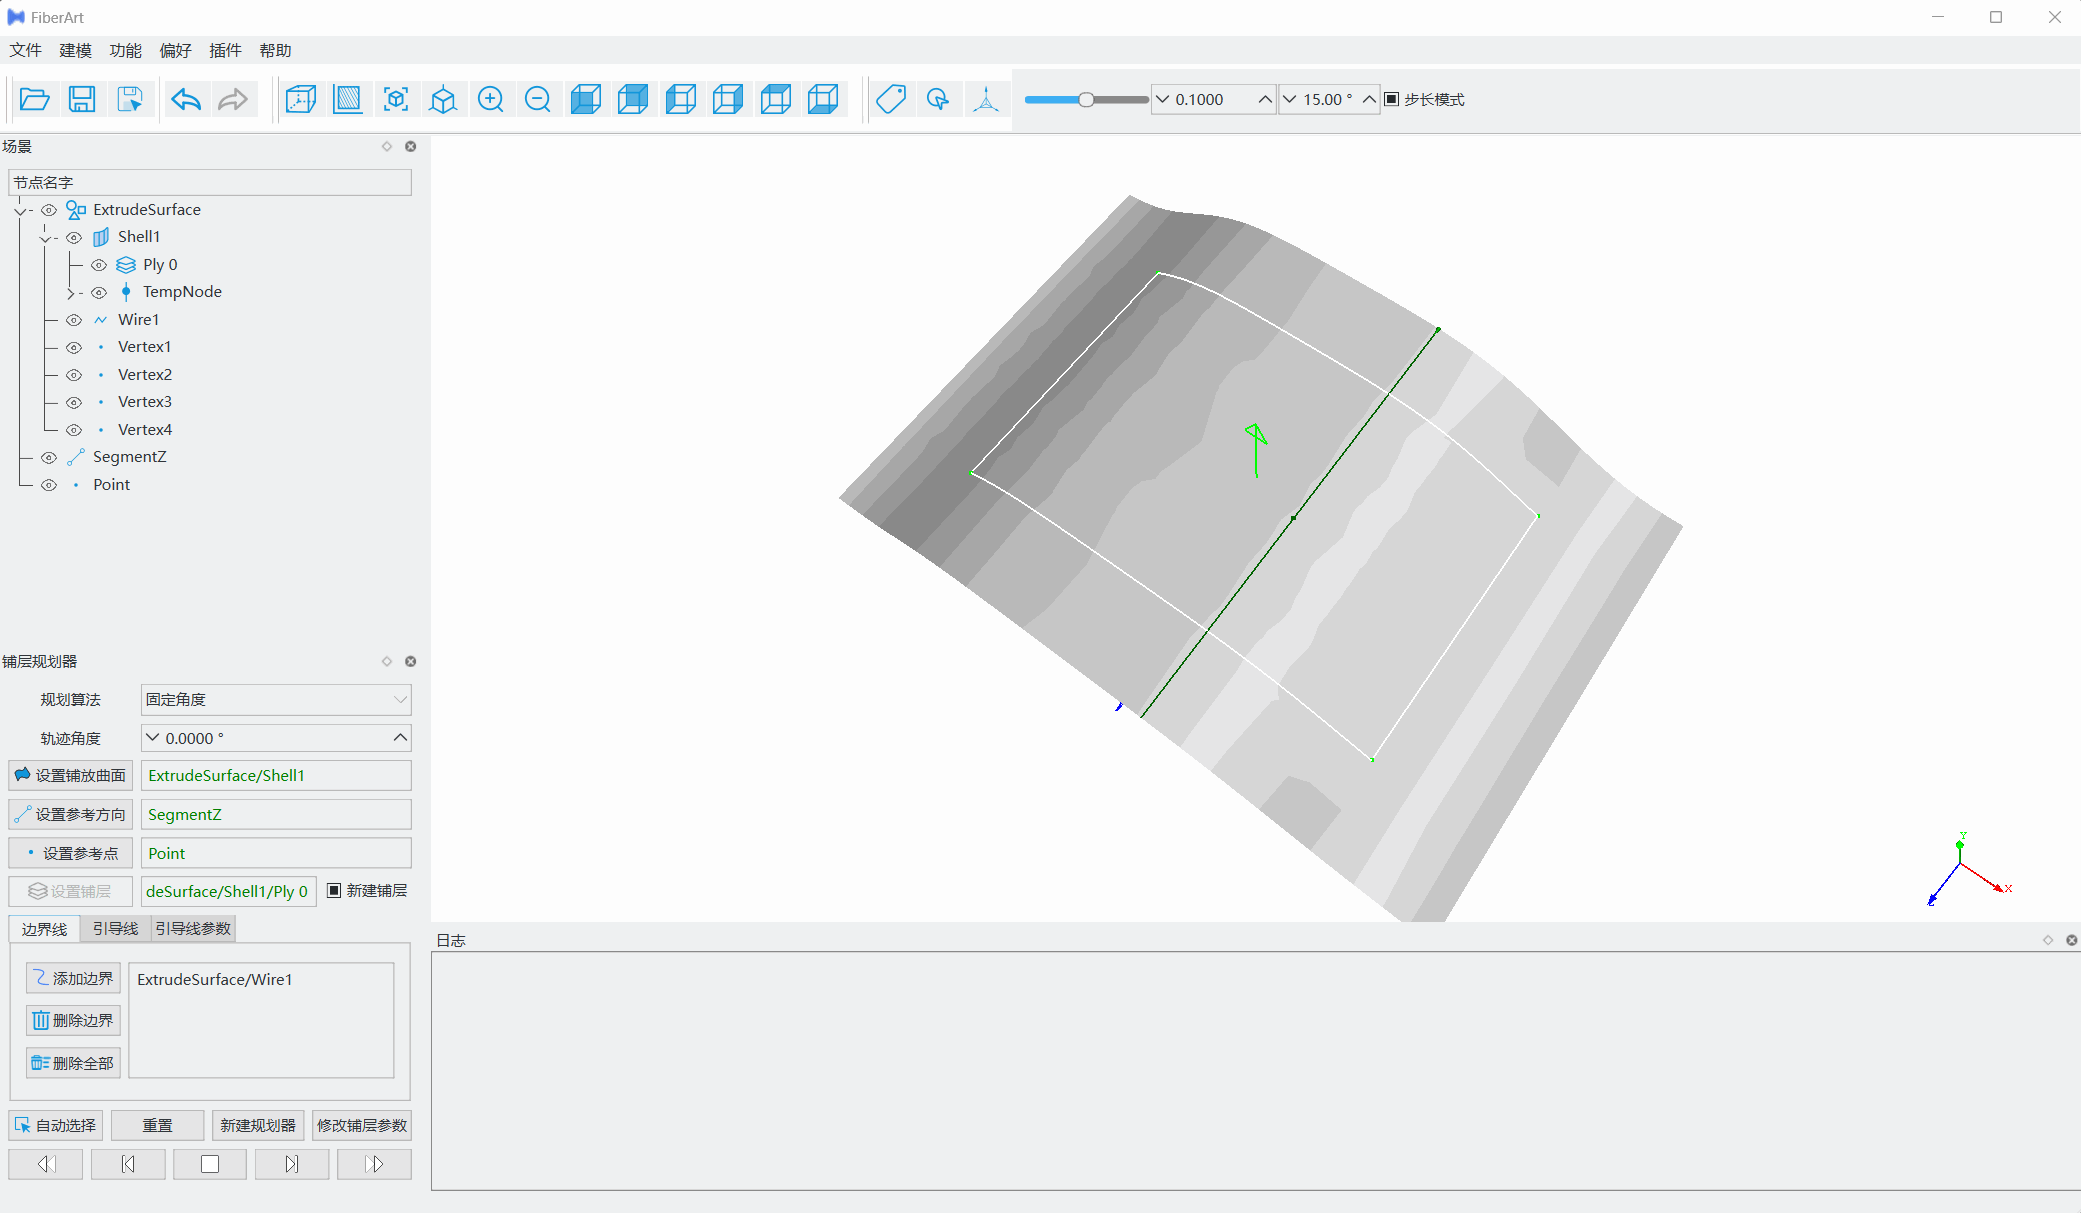 FiberArt
文件 建模 功能 偏好 插件 帮助
0.1000 15.00 ° 步长模式
场景
节点名字
ExtrudeSurface
Shell1
Ply 0
TempNode
Wire1
Vertex1
Vertex2
Vertex3
Vertex4
SegmentZ
Point
铺层规划器
规划算法 固定角度
轨迹角度 0.0000 °
设置铺放曲面 ExtrudeSurface/Shell1
设置参考方向 SegmentZ
设置参考点 Point
设置铺层 deSurface/Shell1/Ply 0 新建铺层
边界线 引导线 引导线参数
添加边界 ExtrudeSurface/Wire1
删除边界
删除全部
自动选择 重置 新建规划器 修改铺层参数
Y
X
Z
日志